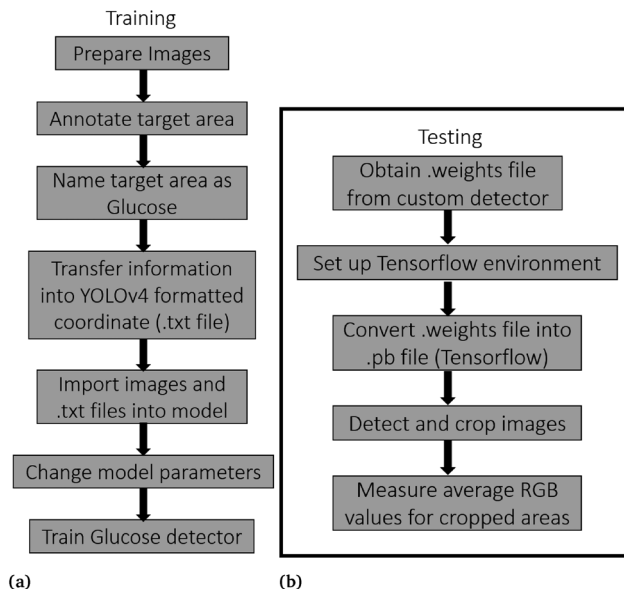 Training
Prepare Images
Annotate target area
Name target area as
Glucose
Transfer information
into YOLOv4 formatted
coordinate (.txt file)
Import images and
.txt files into model
Change model parameters
Train Glucose detector
(a)
Testing
Obtain .weights file
from custom detector
Set up Tensorflow environment
Convert .weights file into
.pb file (Tensorflow)
Detect and crop images
Measure average RGB
values for cropped areas
(b)